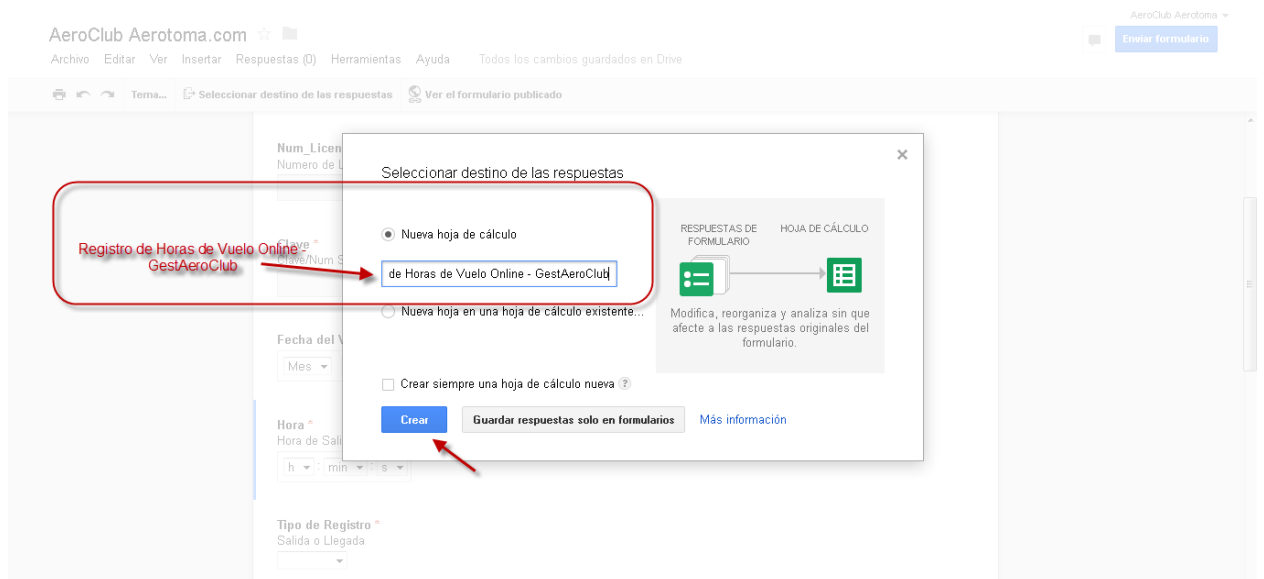 AeroClub Aerotoma
AeroClub Aerotoma.com
Enviar formulario
Archivo Editar Ver Insertar Respuestas (0) Herramientas Ayuda Todos los cambios guardados en Drive
Tema... Seleccionar destino de las respuestas Ver el formulario publicado
Num_Licen
Numero de L
Seleccionar destino de las respuestas
Nueva hoja de cálculo
RESPUESTAS DE
FORMULARIO
HOJA DE CÁLCULO
Registro de Horas de Vuelo Online -
GestAeroClub
Clave *
Clave/Num S
de Horas de Vuelo Online - GestAeroClub
Nueva hoja en una hoja de cálculo existente...
Modifica, reorganiza y analiza sin que
afecte a las respuestas originales del
formulario.
Fecha del V
Mes
Crear siempre una hoja de cálculo nueva ?
Crear Guardar respuestas solo en formularios Más información
Hora *
Hora de Sali
h : min : s
Tipo de Registro *
Salida o Llegada